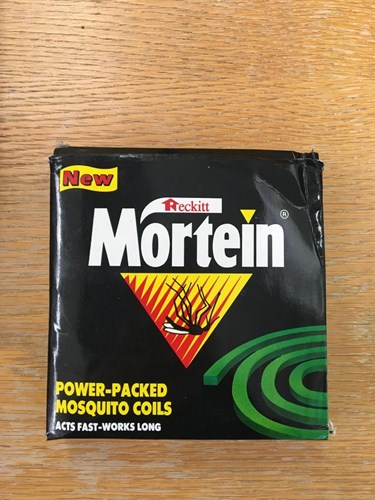 New
Reckitt
Mortein®
POWER-PACKED
MOSQUITO COILS
ACTS FAST-WORKS LONG